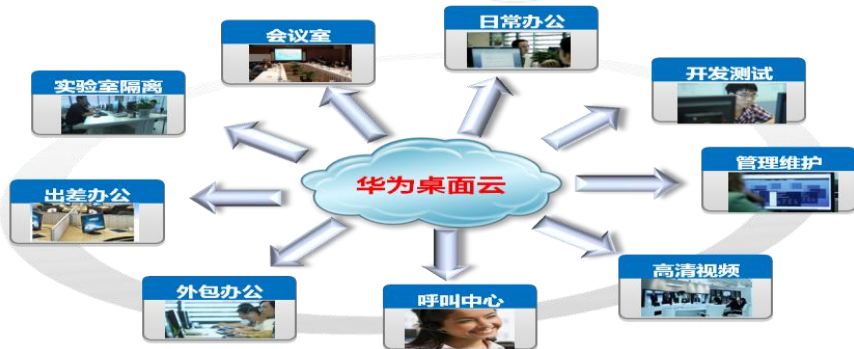 日常办公
会议室
开发测试
实验室隔离
管理维护
华为桌面云
出差办公
高清视频
外包办公
呼叫中心